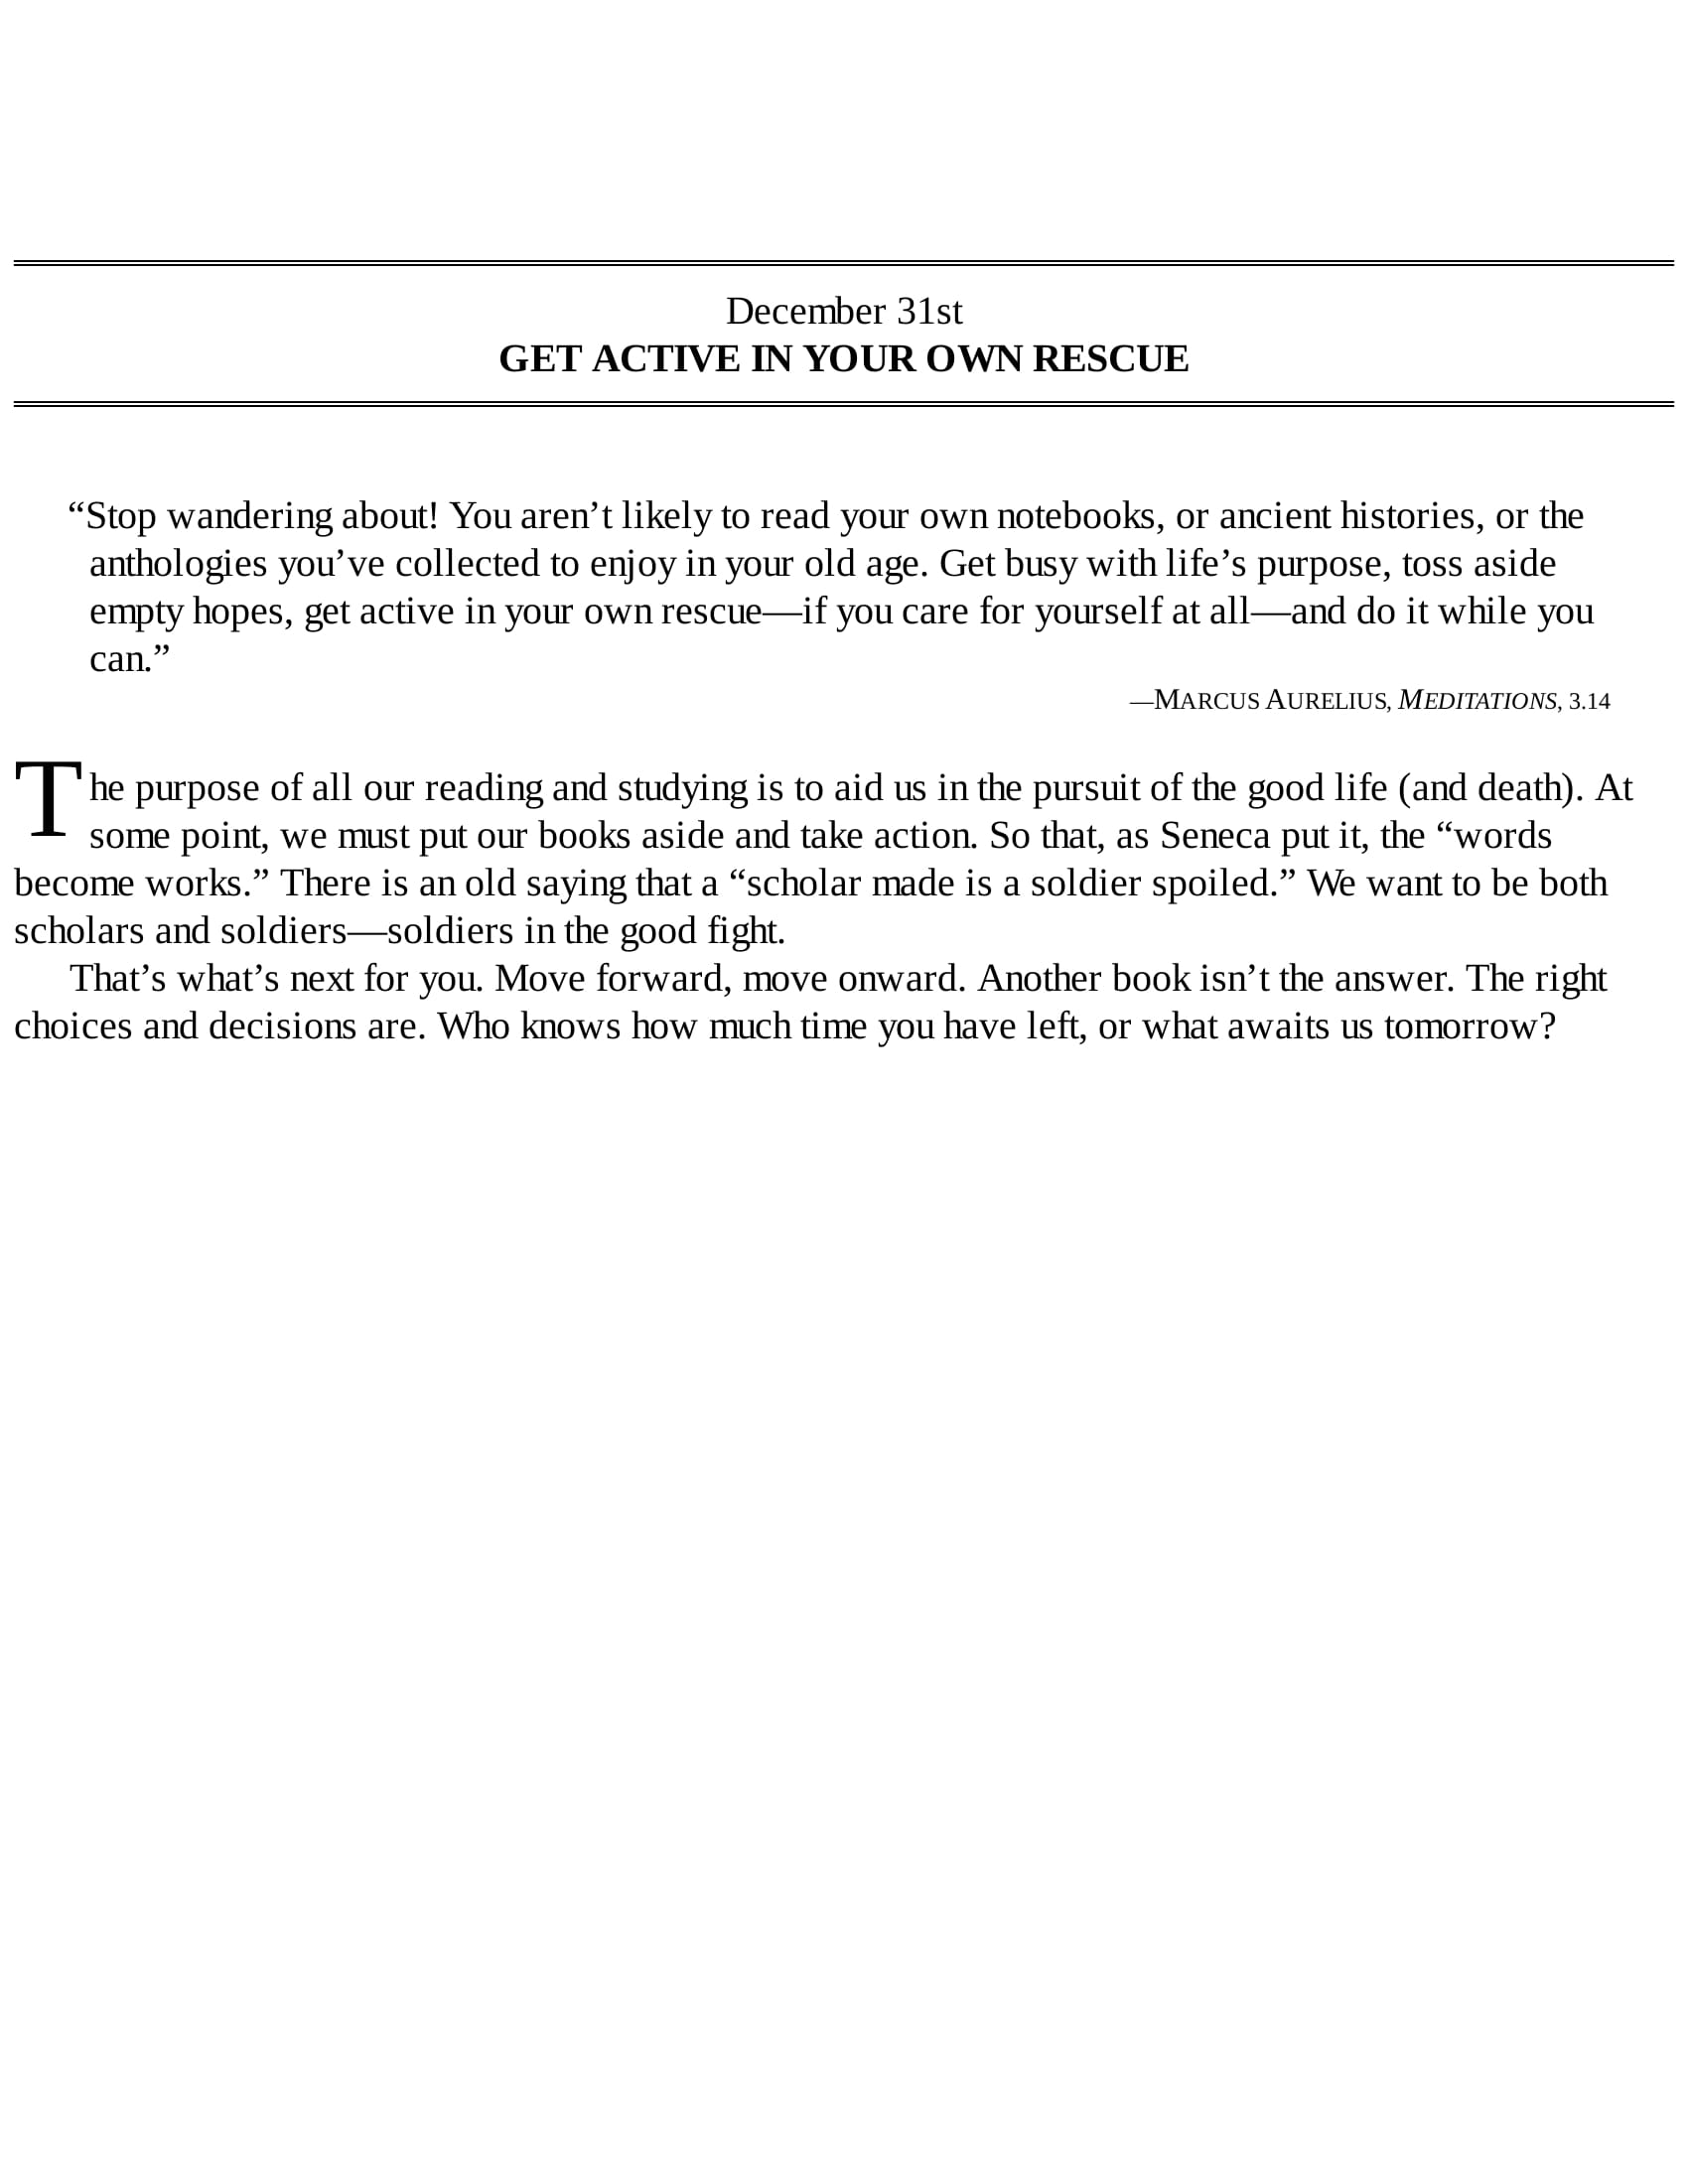 December 31st
GET ACTIVE IN YOUR OWN RESCUE
“Stop wandering about! You aren’t likely to read your own notebooks, or ancient histories, or the
anthologies you’ve collected to enjoy in your old age. Get busy with life’s purpose, toss aside
empty hopes, get active in your own rescue—if you care for yourself at all—and do it while you
can.”
—MARCUS AURELIUS, MEDITATIONS, 3.14
The purpose of all our reading and studying is to aid us in the pursuit of the good life (and death). At
some point, we must put our books aside and take action. So that, as Seneca put it, the “words
become works.” There is an old saying that a “scholar made is a soldier spoiled.” We want to be both
scholars and soldiers—soldiers in the good fight.
That’s what’s next for you. Move forward, move onward. Another book isn’t the answer. The right
choices and decisions are. Who knows how much time you have left, or what awaits us tomorrow?